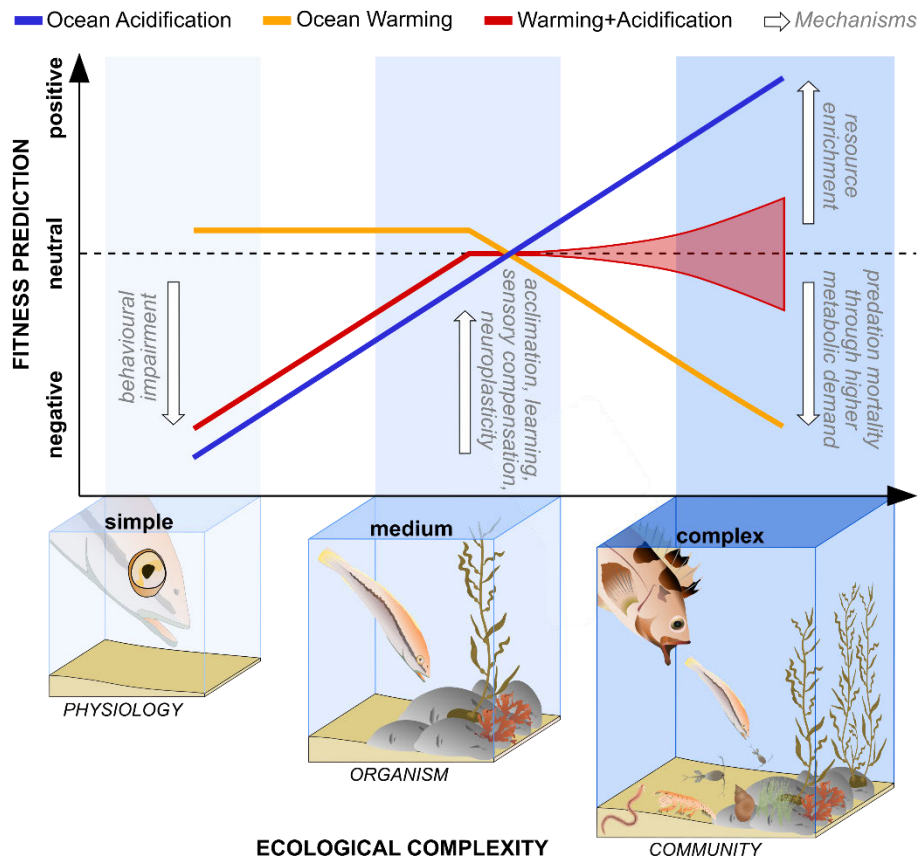 Ocean Acidification
Ocean Warming
Warming+Acidification
Mechanisms
FITNESS PREDICTION
positive
neutral
negative
behavioural
impairment
acclimation, learning,
sensory compensation,
neuroplasticity
resource
enrichment
predation mortality
through higher
metabolic demand
simple
medium
complex
PHYSIOLOGY
ORGANISM
COMMUNITY
ECOLOGICAL COMPLEXITY